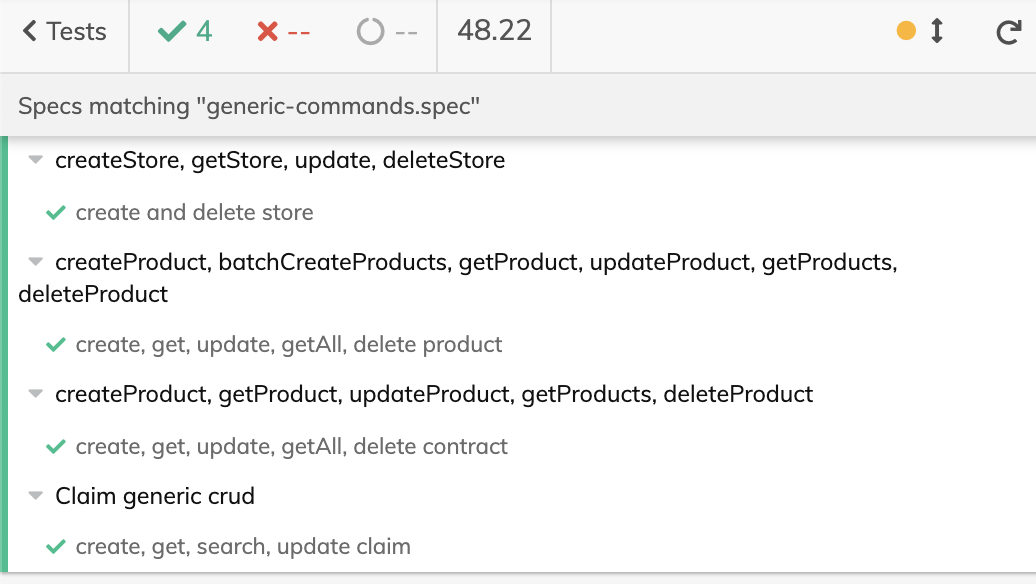 Tests
4
--
--
48.22
Specs matching "generic-commands.spec"
createStore, getStore, update, deleteStore
create and delete store
createProduct, batchCreateProducts, getProduct, updateProduct, getProducts,
deleteProduct
create, get, update, getAll, delete product
createProduct, getProduct, updateProduct, getProducts, deleteProduct
create, get, update, getAll, delete contract
Claim generic crud
create, get, search, update claim